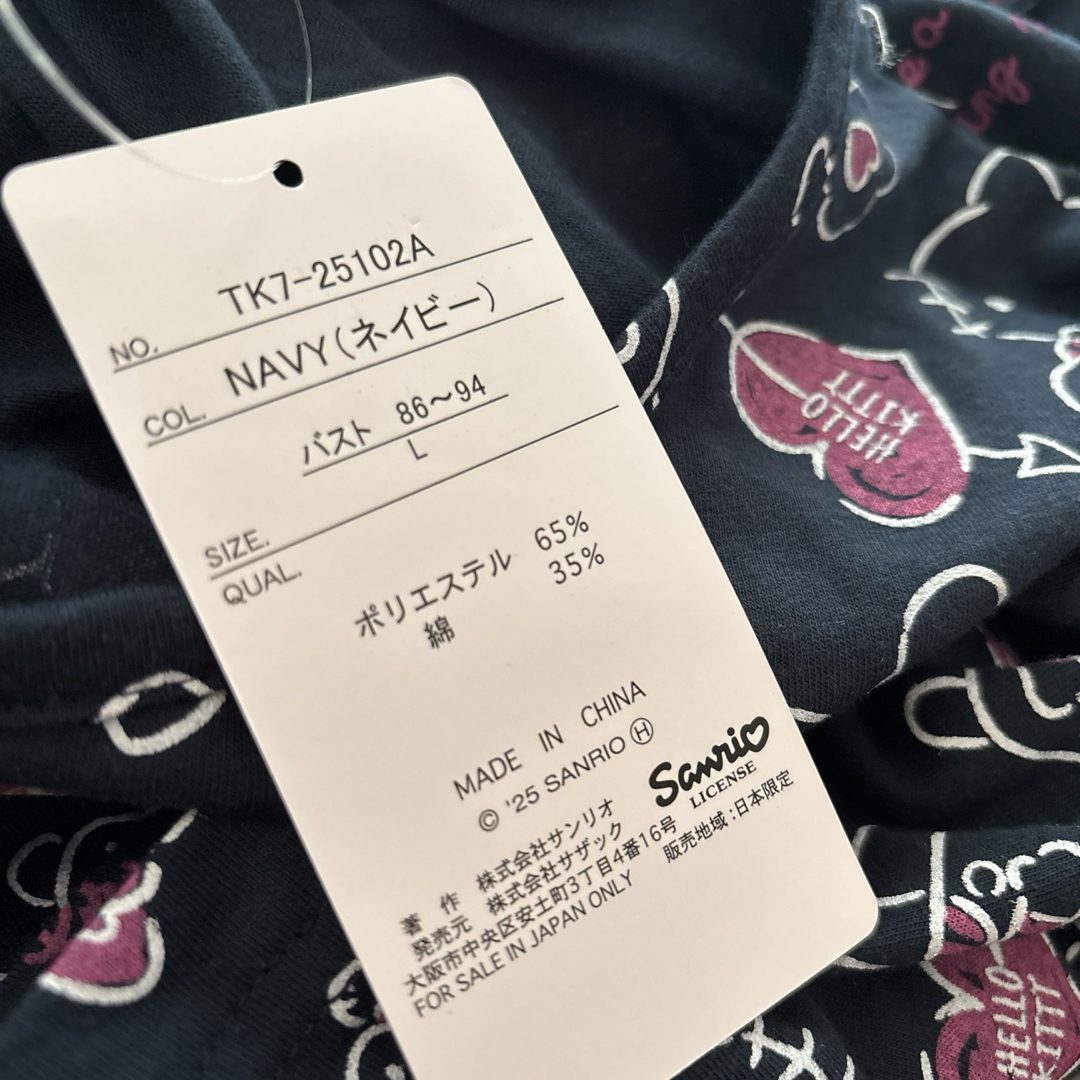 NO. TK7-25102A
COL. NAVY(ネイビー)
バスト 86～94
L
SIZE.
QUAL.
ポリエステル 65%
綿 35%
MADE IN CHINA
© '25 SANRIO Ⓗ
Sanrio
LICENSE
著 作 株式会社サンリオ
発売元 株式会社サザック
大阪市中央区安土町3丁目4番16号
販売地域:日本限定
FOR SALE IN JAPAN ONLY
HELLO
KITTY
HELLO
KITTY